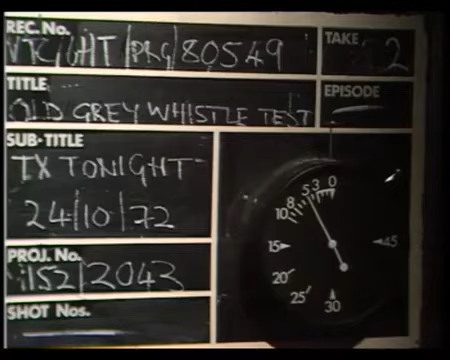 REC. No.
VTC/6HT/PRG/80549
TAKE
2
TITLE
OLD GREY WHISTLE TEST
EPISODE
SUB-TITLE
TX TONIGHT
24/10/72
PROJ. No.
1152/2043
SHOT Nos.
0
3
5
8
10
15
20
25
30
45